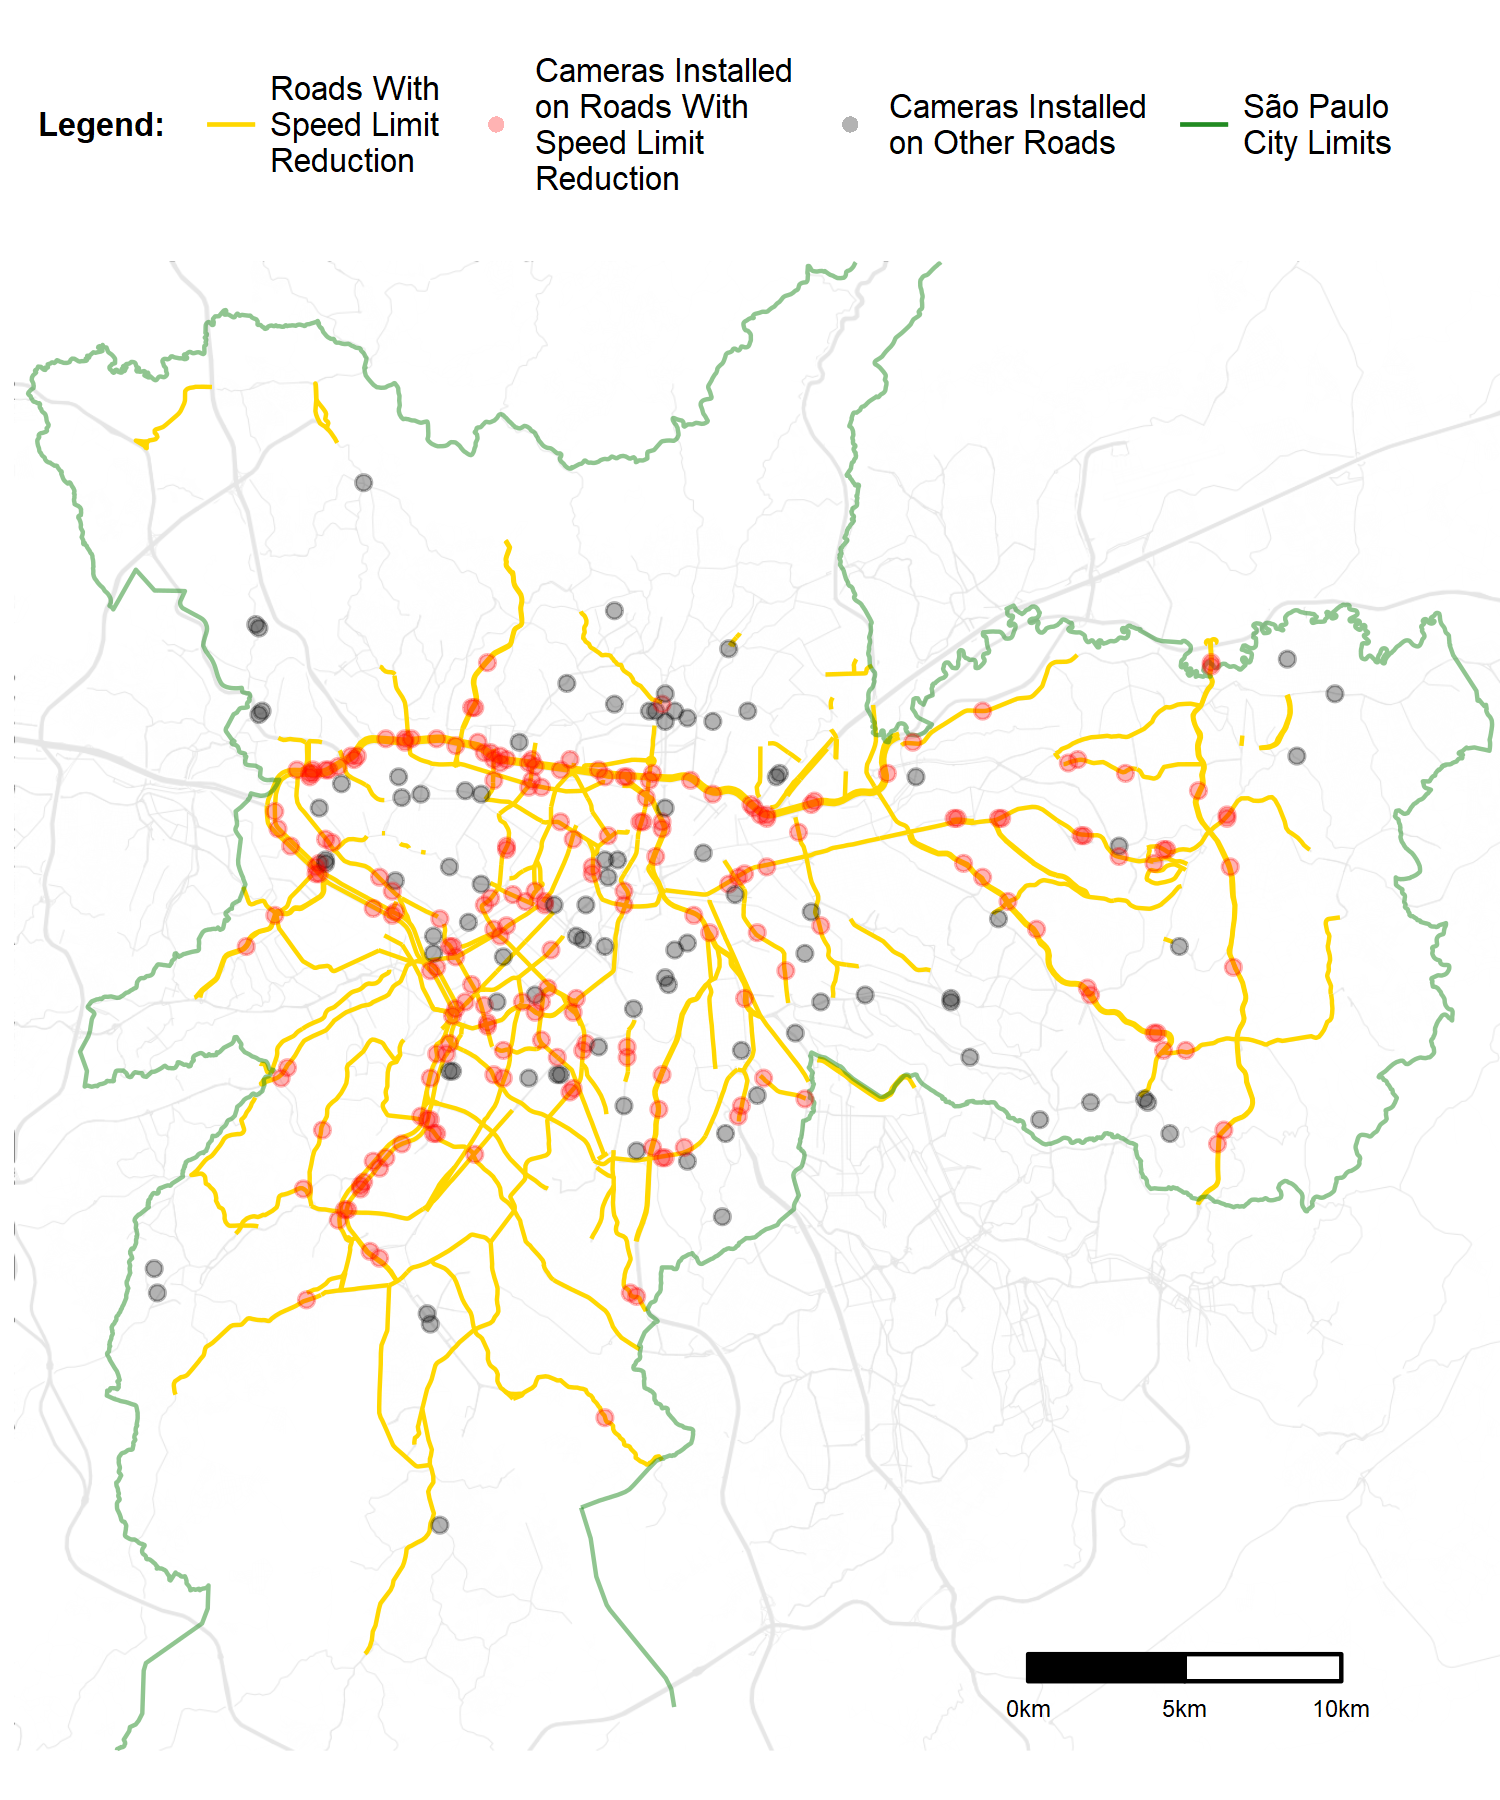 Legend:
Roads With
Speed Limit
Reduction
Cameras Installed
on Roads With
Speed Limit
Reduction
Cameras Installed
on Other Roads
São Paulo
City Limits
0km 5km 10km